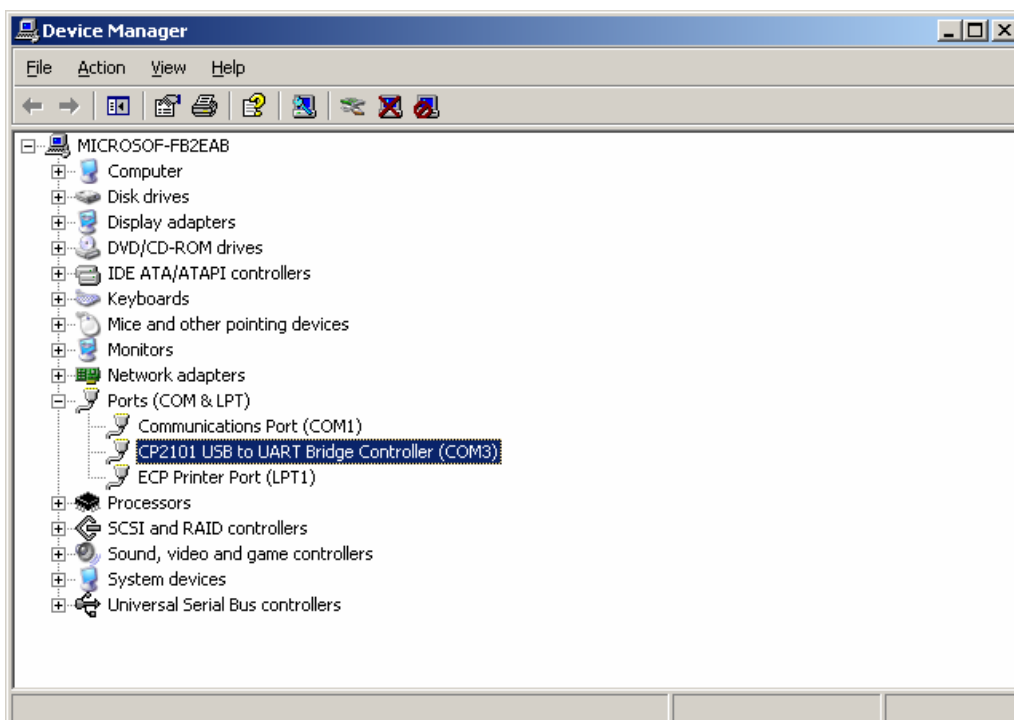 Device Manager
File Action View Help
MICROSOF-FB2EAB
Computer
Disk drives
Display adapters
DVD/CD-ROM drives
IDE ATA/ATAPI controllers
Keyboards
Mice and other pointing devices
Monitors
Network adapters
Ports (COM & LPT)
Communications Port (COM1)
CP2101 USB to UART Bridge Controller (COM3)
ECP Printer Port (LPT1)
Processors
SCSI and RAID controllers
Sound, video and game controllers
System devices
Universal Serial Bus controllers